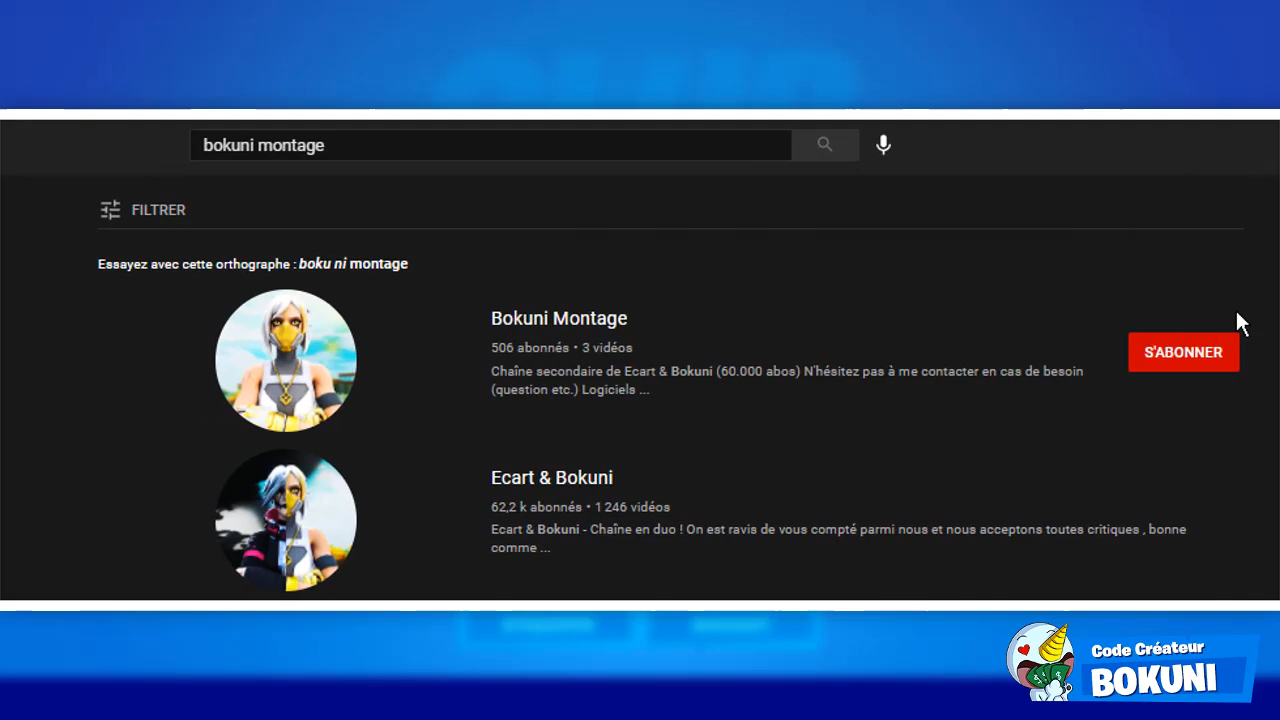 bokuni montage
FILTRER
Essayez avec cette orthographe : boku ni montage
Bokuni Montage
506 abonnés • 3 vidéos
Chaîne secondaire de Ecart & Bokuni (60.000 abos) N'hésitez pas à me contacter en cas de besoin
(question etc.) Logiciels ...
S'ABONNER
Ecart & Bokuni
62,2 k abonnés • 1 246 vidéos
Ecart & Bokuni - Chaîne en duo ! On est ravis de vous compté parmi nous et nous acceptons toutes critiques , bonne
comme ...
Code Créateur
BOKUNI